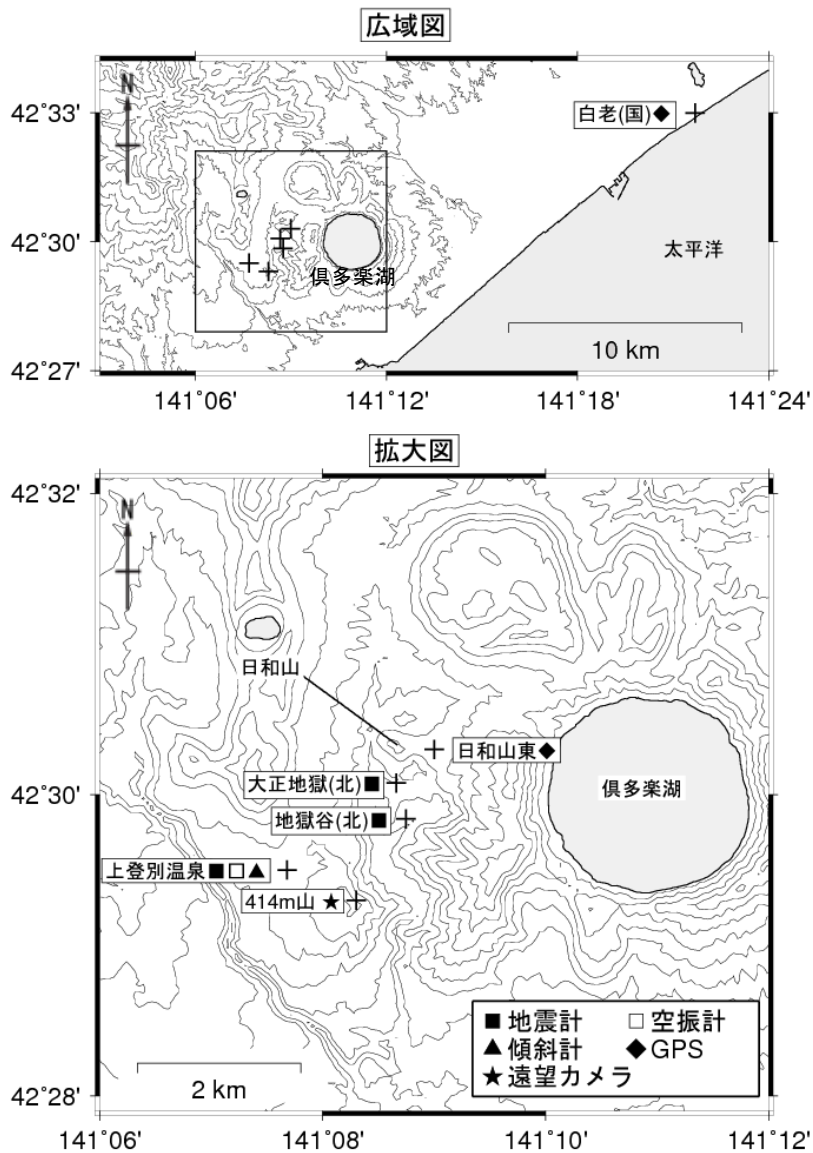 広域図
N
42°33'
白老(国)◆
42°30'
太平洋
倶多楽湖
10 km
42°27'
141°06'
141°12'
141°18'
141°24'
拡大図
42°32'
N
日和山
日和山東◆
大正地獄(北)■
倶多楽湖
42°30'
地獄谷(北)■
上登別温泉■□▲
414m山 ★
■ 地震計 □ 空振計
▲ 傾斜計 ◆ GPS
★ 遠望カメラ
2 km
42°28'
141°06'
141°08'
141°10'
141°12'